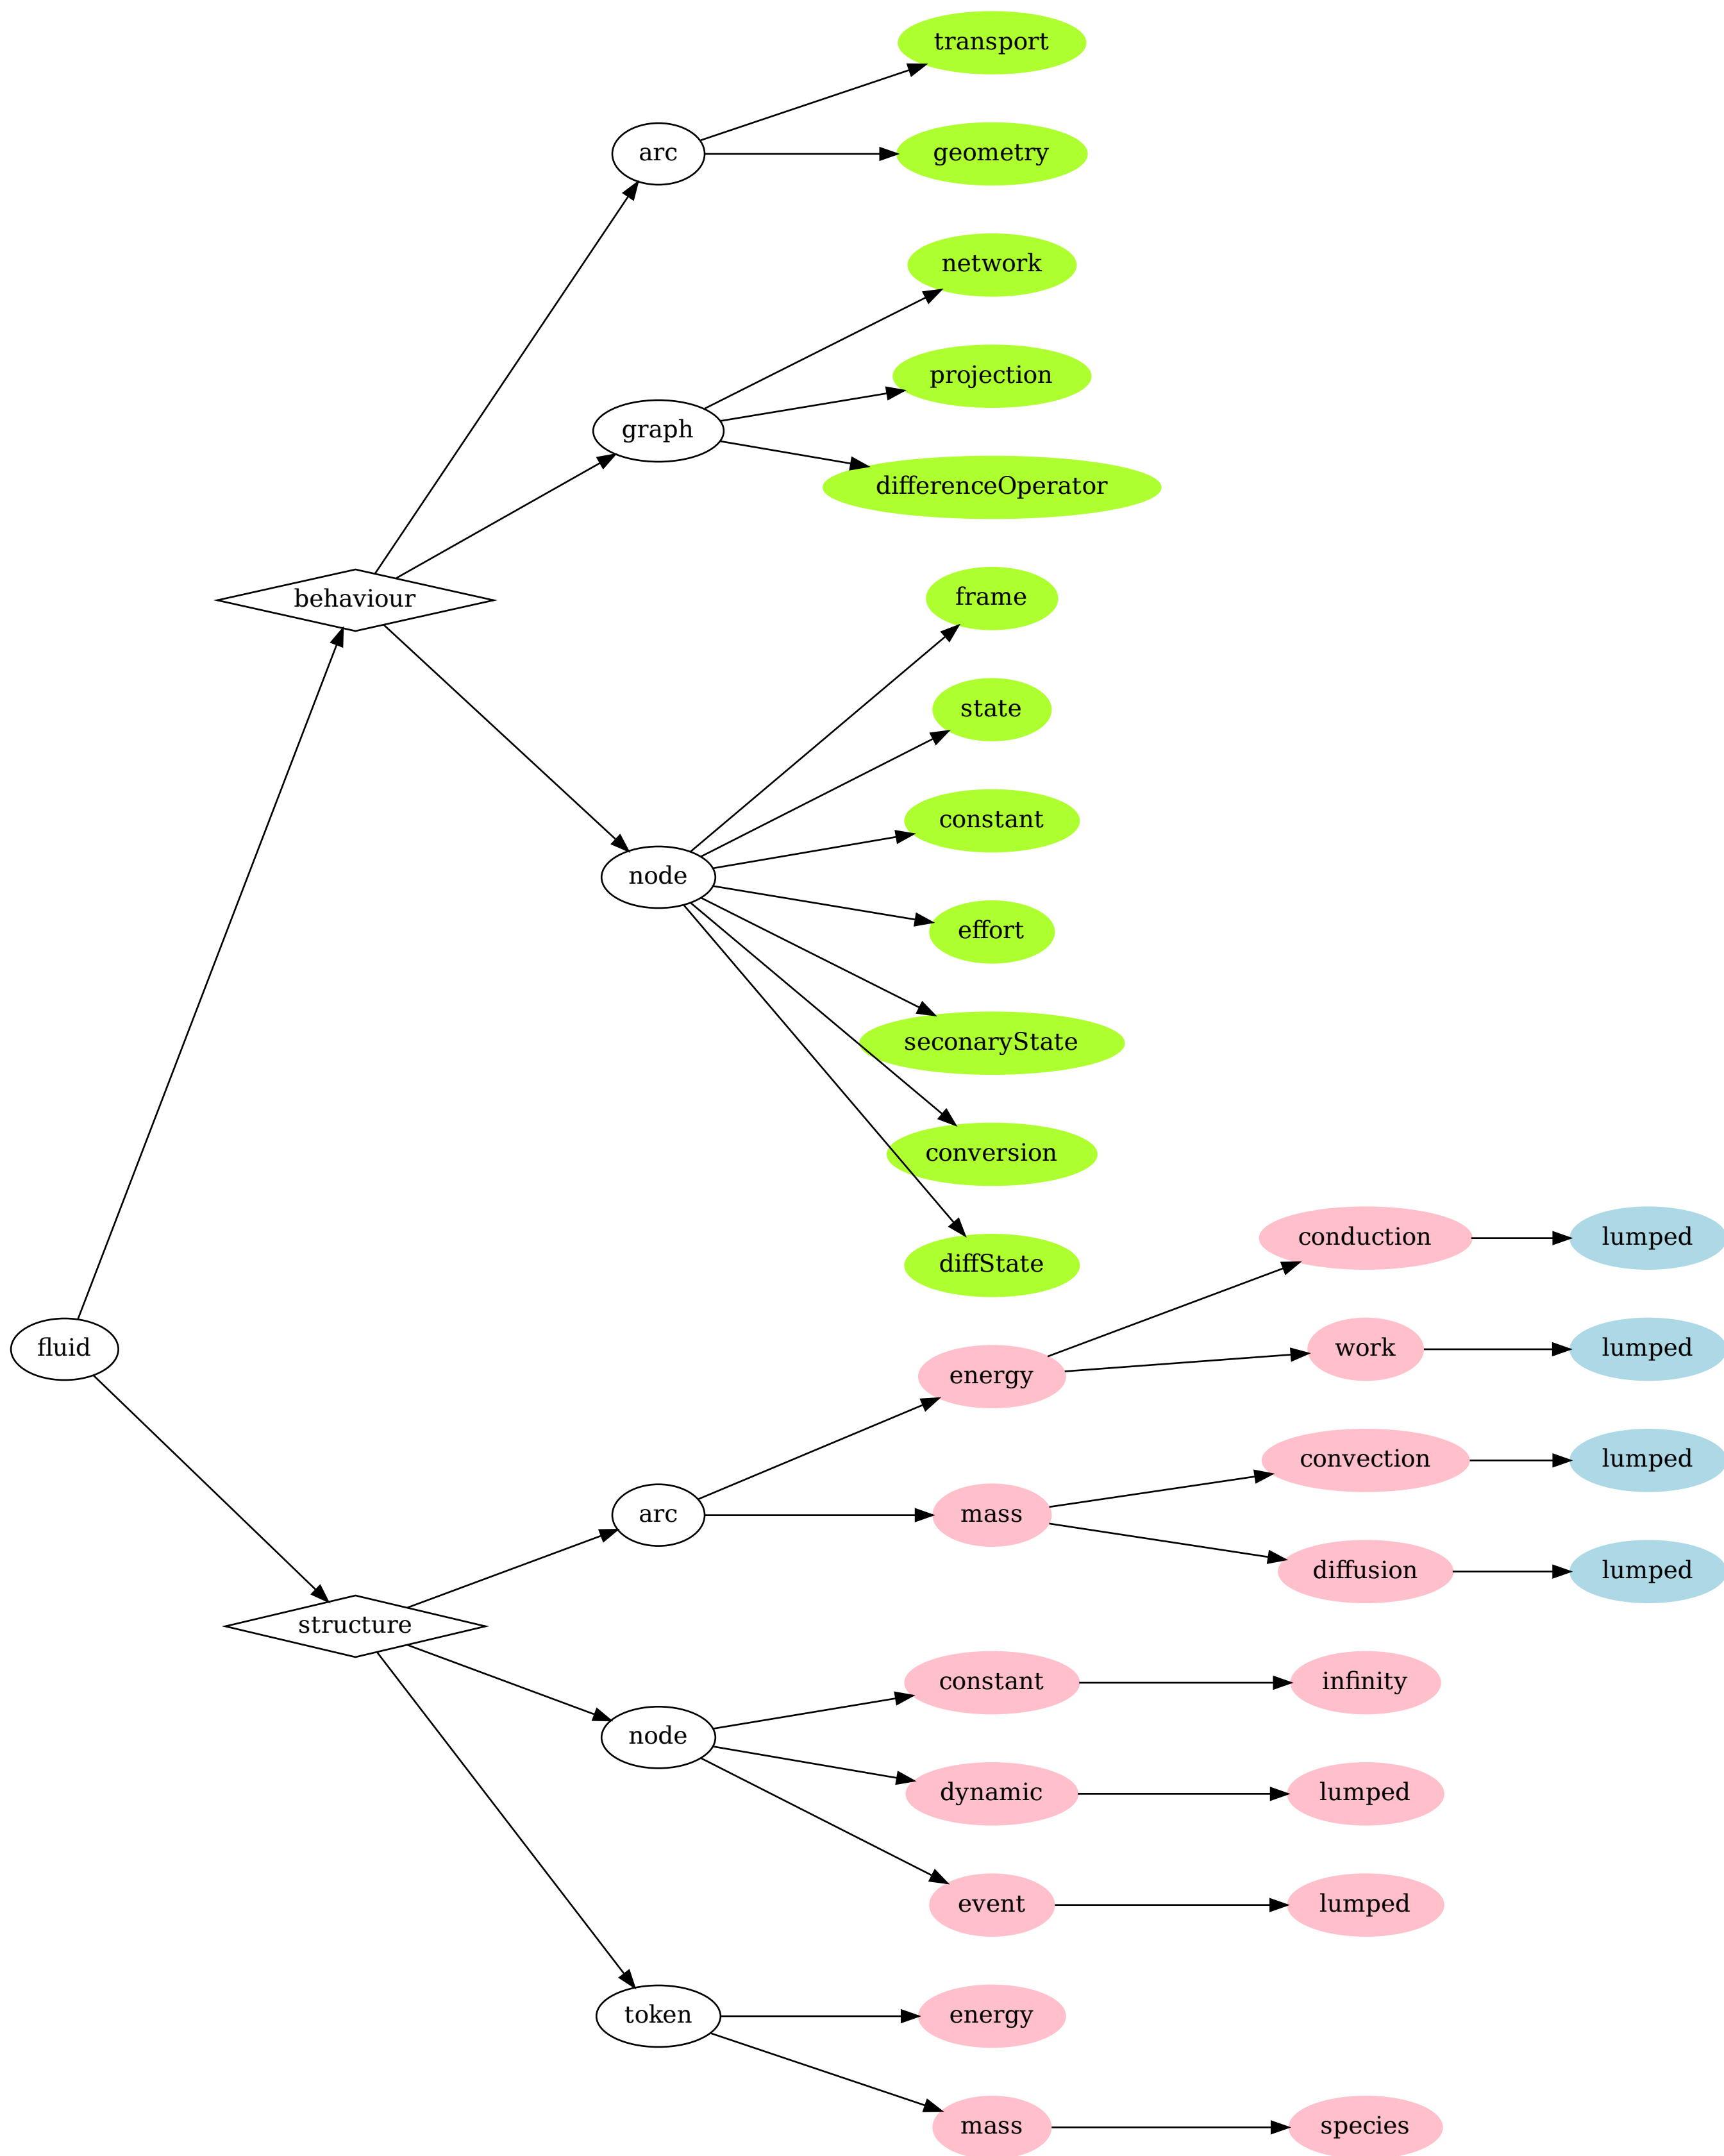 transport
arc
geometry
network
projection
graph
differenceOperator
behaviour
frame
state
constant
node
effort
seconaryState
conversion
diffState
fluid
conduction
lumped
energy
work
lumped
arc
mass
convection
lumped
diffusion
lumped
structure
constant
infinity
node
dynamic
lumped
event
lumped
token
energy
mass
species